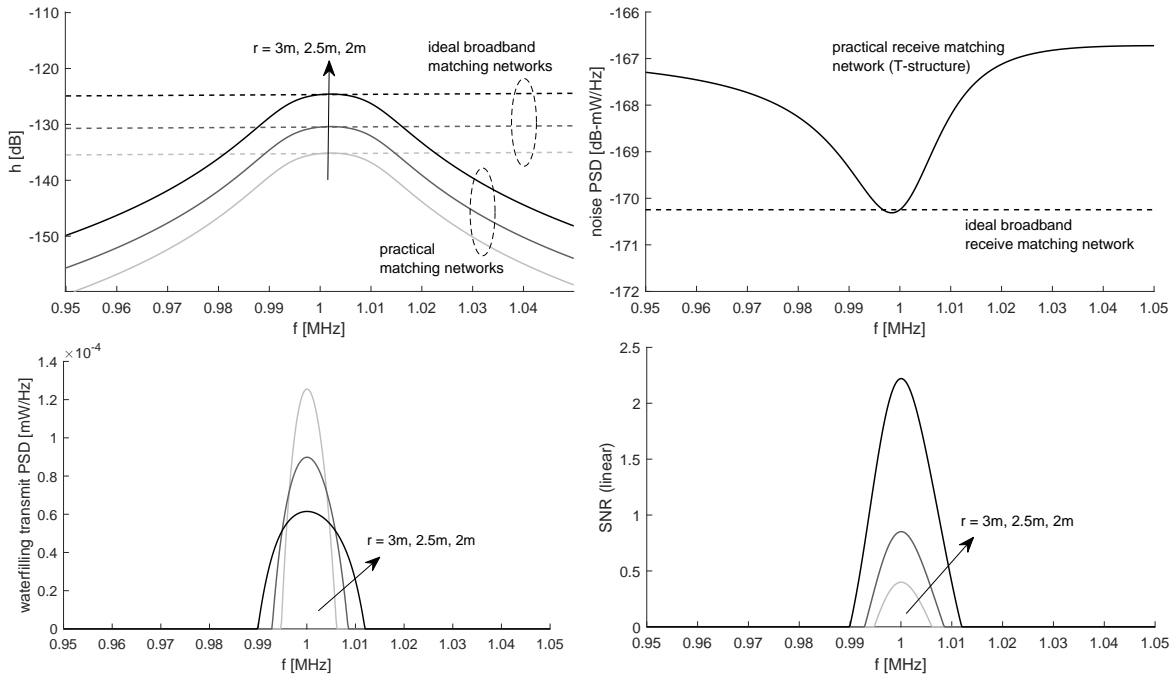 -110
-120
-130
-140
-150
h [dB]
r = 3m, 2.5m, 2m
ideal broadband
matching networks
practical
matching networks
0.95 0.96 0.97 0.98 0.99 1 1.01 1.02 1.03 1.04
f [MHz]
-166
-167
-168
-169
-170
-171
-172
noise PSD [dB-mW/Hz]
practical receive matching
network (T-structure)
ideal broadband
receive matching network
0.95 0.96 0.97 0.98 0.99 1 1.01 1.02 1.03 1.04 1.05
f [MHz]
×10-4
1.4
1.2
1
0.8
0.6
0.4
0.2
0
waterfilling transmit PSD [mW/Hz]
r = 3m, 2.5m, 2m
0.95 0.96 0.97 0.98 0.99 1 1.01 1.02 1.03 1.04 1.05
f [MHz]
2.5
2
1.5
1
0.5
0
SNR (linear)
r = 3m, 2.5m, 2m
0.95 0.96 0.97 0.98 0.99 1 1.01 1.02 1.03 1.04 1.05
f [MHz]